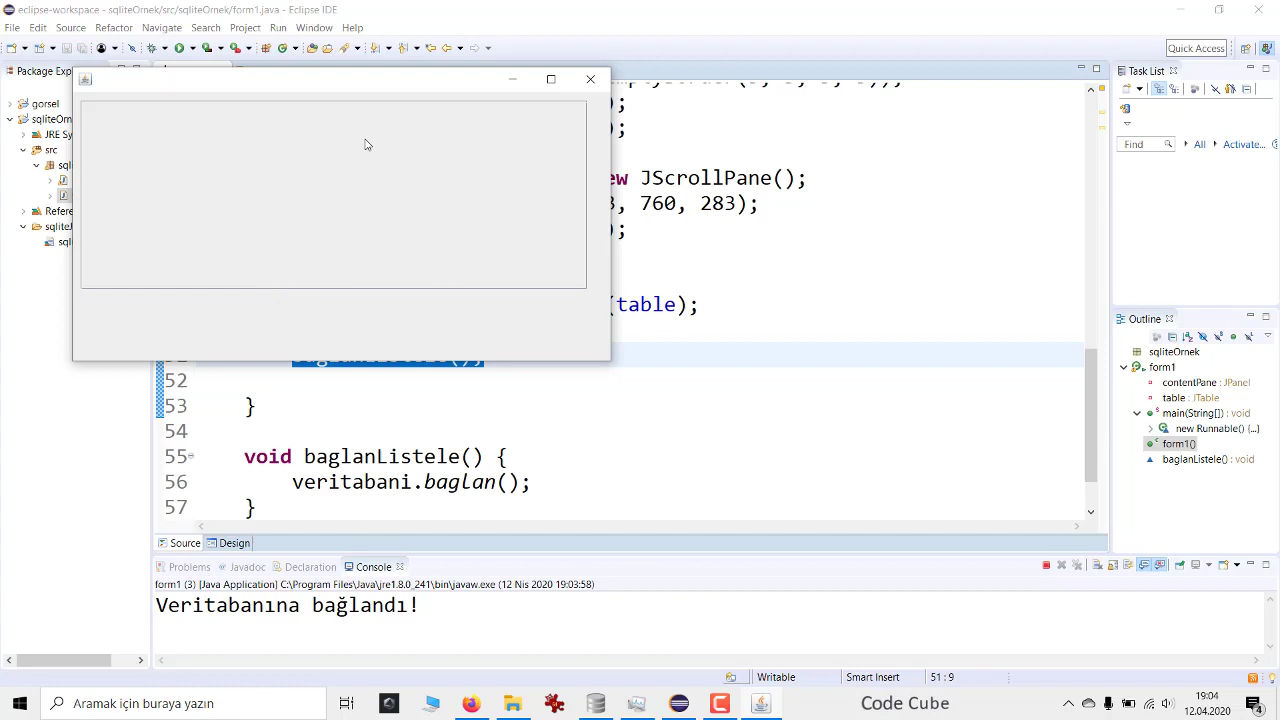 eclipse-workspace - sqliteOrnek/src/sqliteOrnek/form1.java - Eclipse IDE
File Edit Source Refactor Navigate Search Project Run Window Help
Quick Access
Package Exp
gorsel
sqliteOrn
JRE Sy
src
sql
Refere
sqliteJ
sql
);
);
ew JScrollPane();
3, 760, 283);
);
(table);
52
53 }
54
55 void baglanListele() {
56 veritabani.baglan();
57 }
Source Design
Task List
Find All Activate...
Outline
sqliteOrnek
form1
contentPane : JPanel
table : JTable
main(String[]) : void
new Runnable() {...}
form1()
baglanListele() : void
Problems Javadoc Declaration Console
form1 (3) [Java Application] C:\Program Files\Java\jre1.8.0_241\bin\javaw.exe (12 Nis 2020 19:03:58)
Veritabanına bağlandı!
Writable Smart Insert 51 : 9
Aramak için buraya yazın
Code Cube
19:04
12.04.2020
4